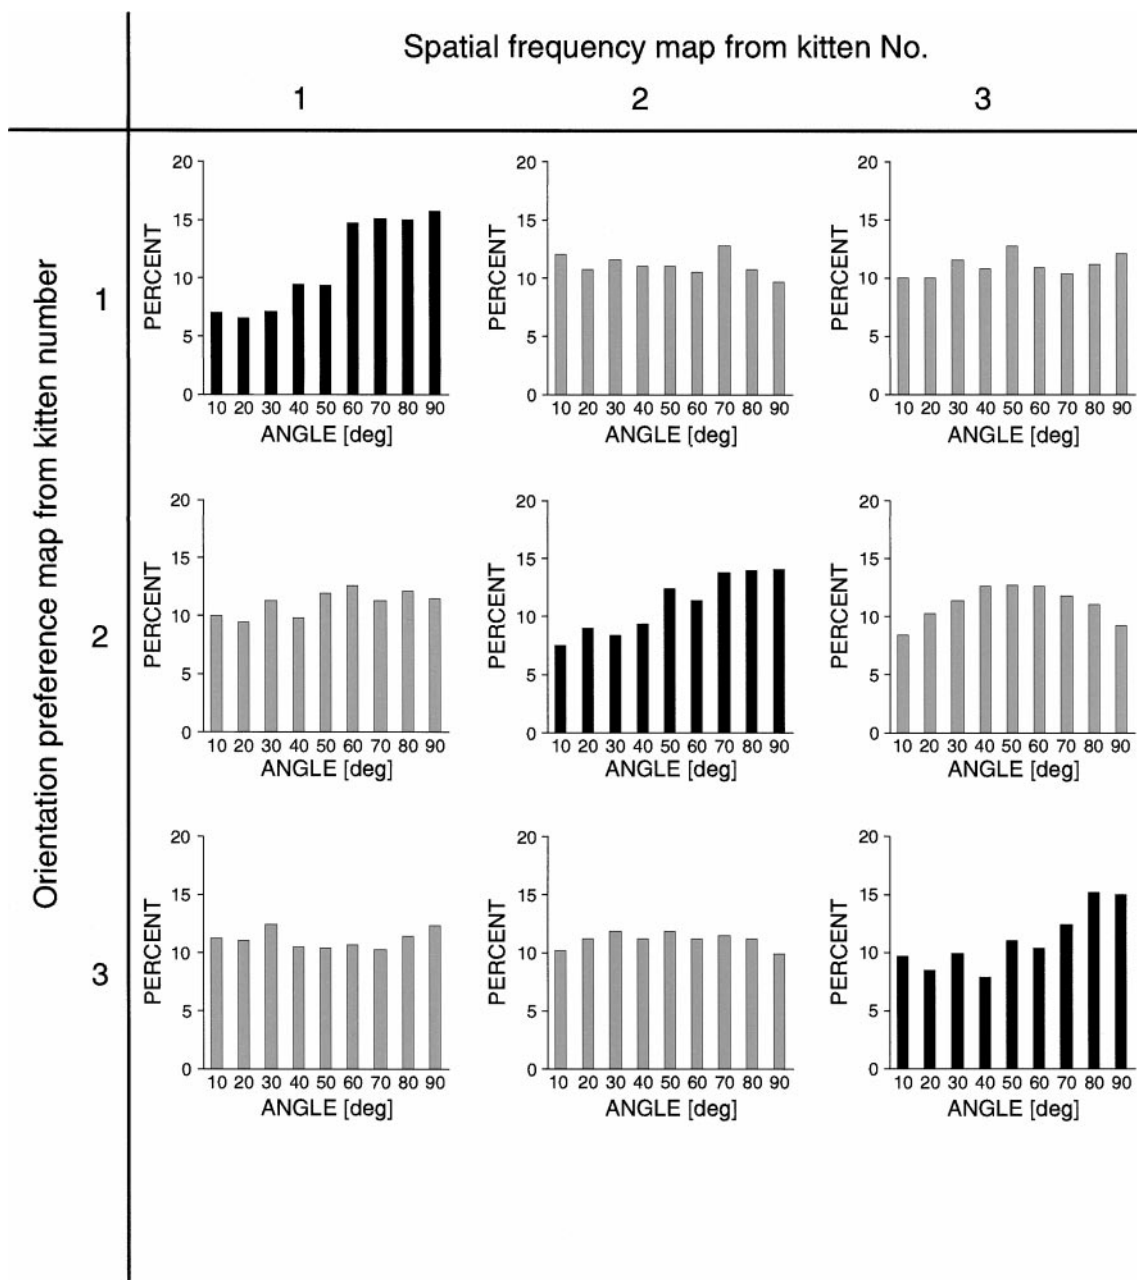 Spatial frequency map from kitten No.
1 2 3
Orientation preference map from kitten number
1
20 20 20
15 15 15
10 10 10
5 5 5
0 0 0
PERCENT PERCENT PERCENT
10 20 30 40 50 60 70 80 90 10 20 30 40 50 60 70 80 90 10 20 30 40 50 60 70 80 90
ANGLE [deg] ANGLE [deg] ANGLE [deg]
2
20 20 20
15 15 15
10 10 10
5 5 5
0 0 0
PERCENT PERCENT PERCENT
10 20 30 40 50 60 70 80 90 10 20 30 40 50 60 70 80 90 10 20 30 40 50 60 70 80 90
ANGLE [deg] ANGLE [deg] ANGLE [deg]
3
20 20 20
15 15 15
10 10 10
5 5 5
0 0 0
PERCENT PERCENT PERCENT
10 20 30 40 50 60 70 80 90 10 20 30 40 50 60 70 80 90 10 20 30 40 50 60 70 80 90
ANGLE [deg] ANGLE [deg] ANGLE [deg]